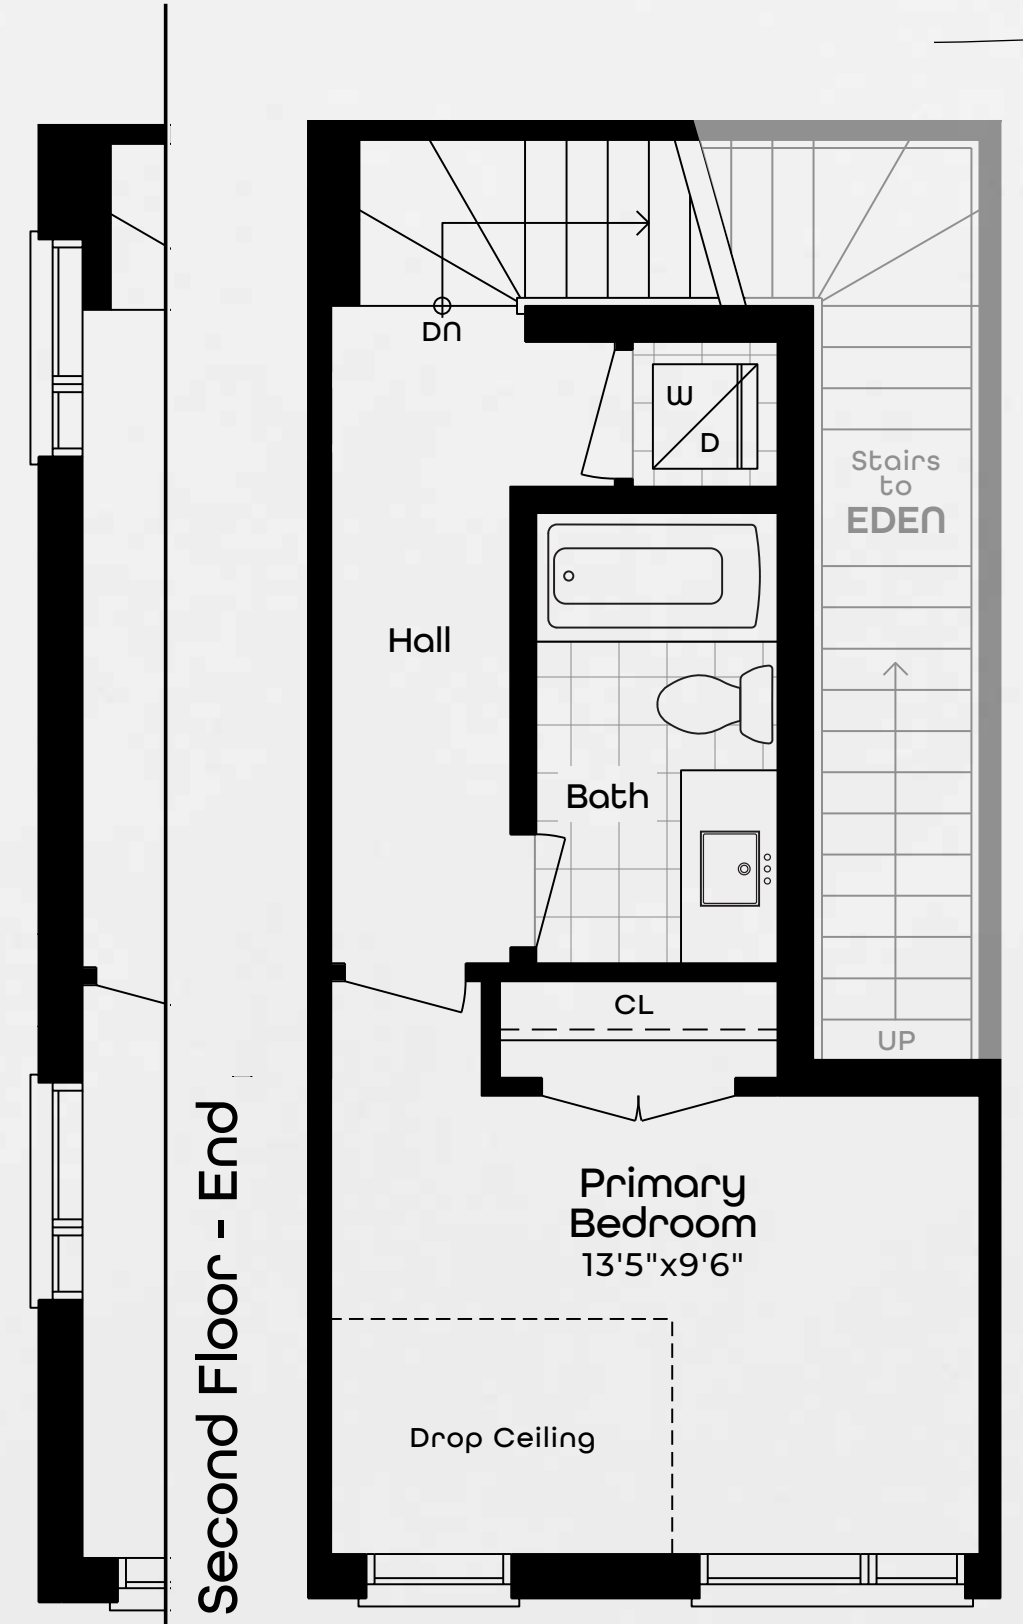 DN
W
D
Stairs
to
EDEN
Hall
Bath
CL
UP
Primary
Bedroom
13'5"x9'6"
Drop Ceiling
Second Floor - End